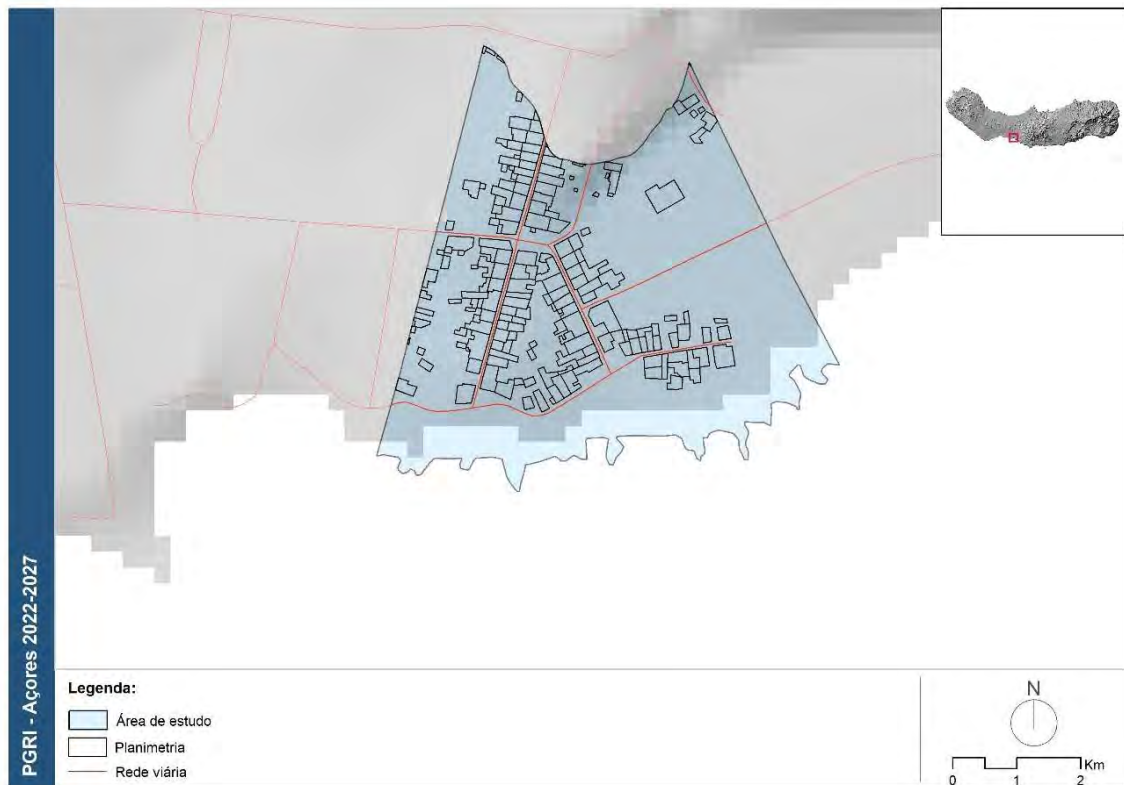 PGRI - Açores 2022-2027
Legenda:
Área de estudo
Planimetria
Rede viária
N
Km
0 1 2